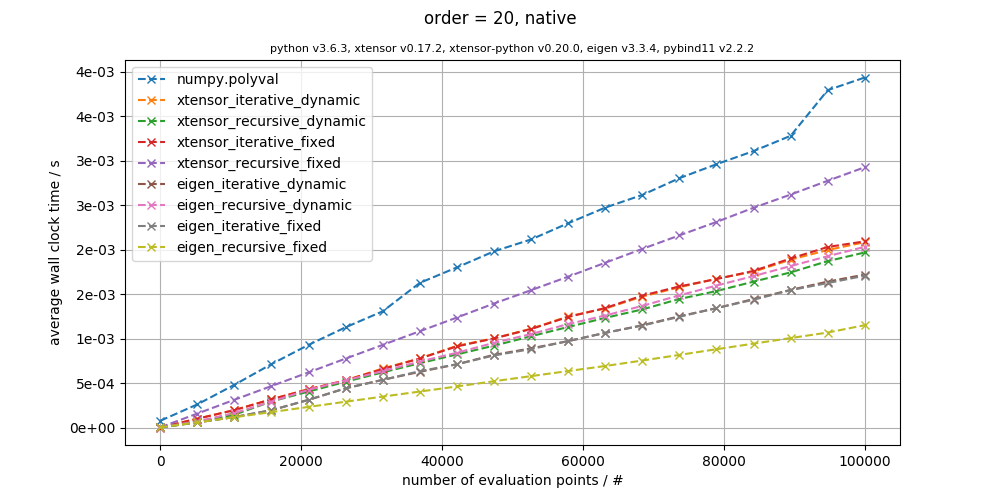 order = 20, native
python v3.6.3, xtensor v0.17.2, xtensor-python v0.20.0, eigen v3.3.4, pybind11 v2.2.2
numpy.polyval
xtensor_iterative_dynamic
xtensor_recursive_dynamic
xtensor_iterative_fixed
xtensor_recursive_fixed
eigen_iterative_dynamic
eigen_recursive_dynamic
eigen_iterative_fixed
eigen_recursive_fixed
average wall clock time / s
4e-03
4e-03
3e-03
3e-03
2e-03
2e-03
1e-03
5e-04
0e+00
0
20000
40000
60000
80000
100000
number of evaluation points / #